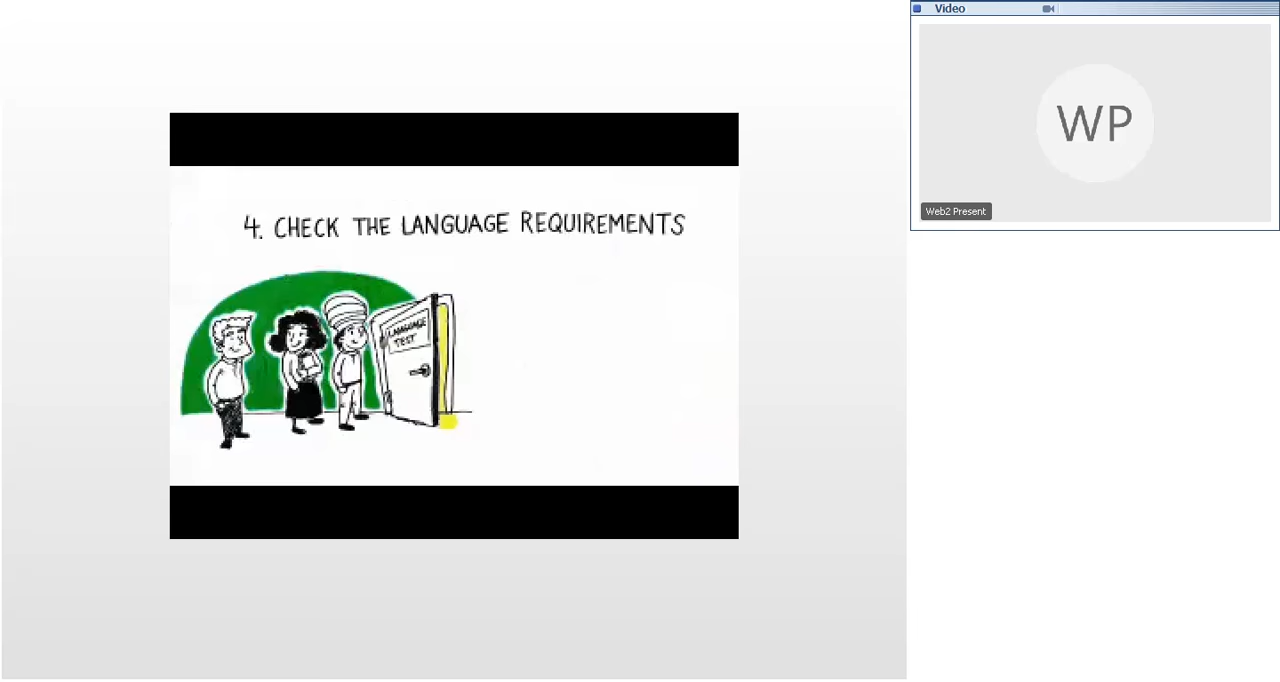 4. CHECK THE LANGUAGE REQUIREMENTS
LANGUAGE
TEST
Video
WP
Web2 Present